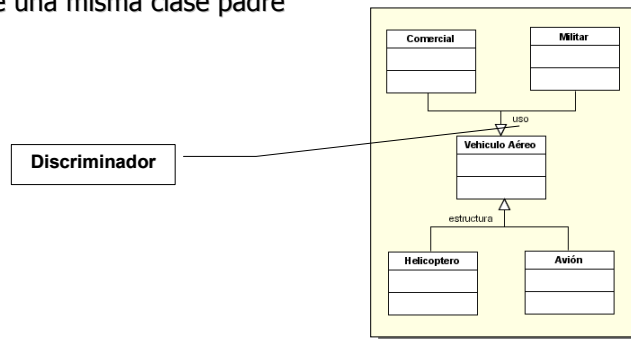 e una misma clase padre
Comercial
Militar
uso
Discriminador
Vehiculo Aéreo
estructura
Helicoptero
Avión